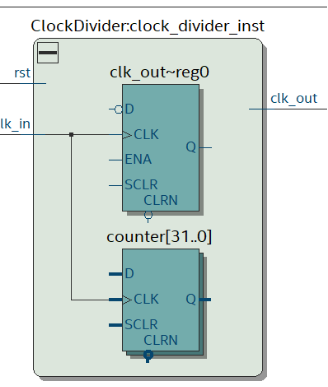 ClockDivider:clock_divider_inst
rst
clk_out~reg0
D
clk_out
lk_in
CLK
Q
ENA
SCLR
CLRN
counter[31..0]
D
CLK
Q
SCLR
CLRN